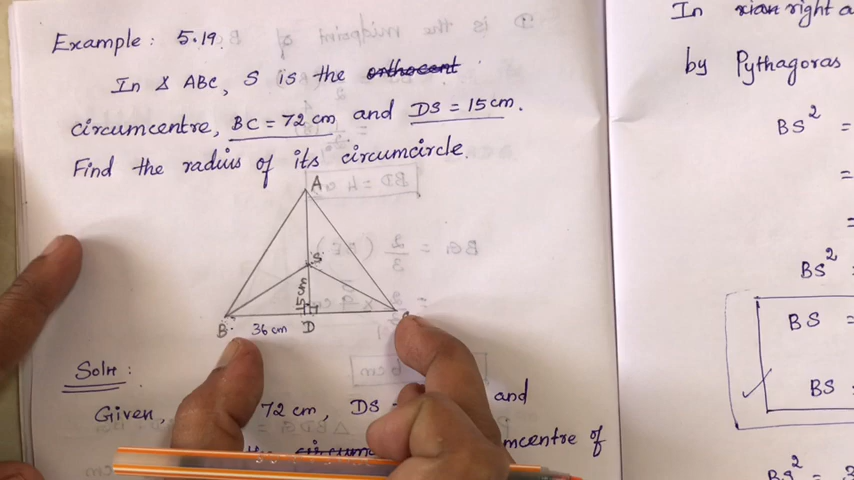 Example: 5.19.
In △ ABC, S is the orthocent
circumcentre, BC = 72 cm and DS = 15 cm.
Find the radius of its circumcircle.
A
S
15cm
B
36 cm
D
Soln:
Given, 72 cm, DS and
mcentre of
In right
by Pythagoras
BS² =
=
=
BS²
BS =
BS =
BS² =